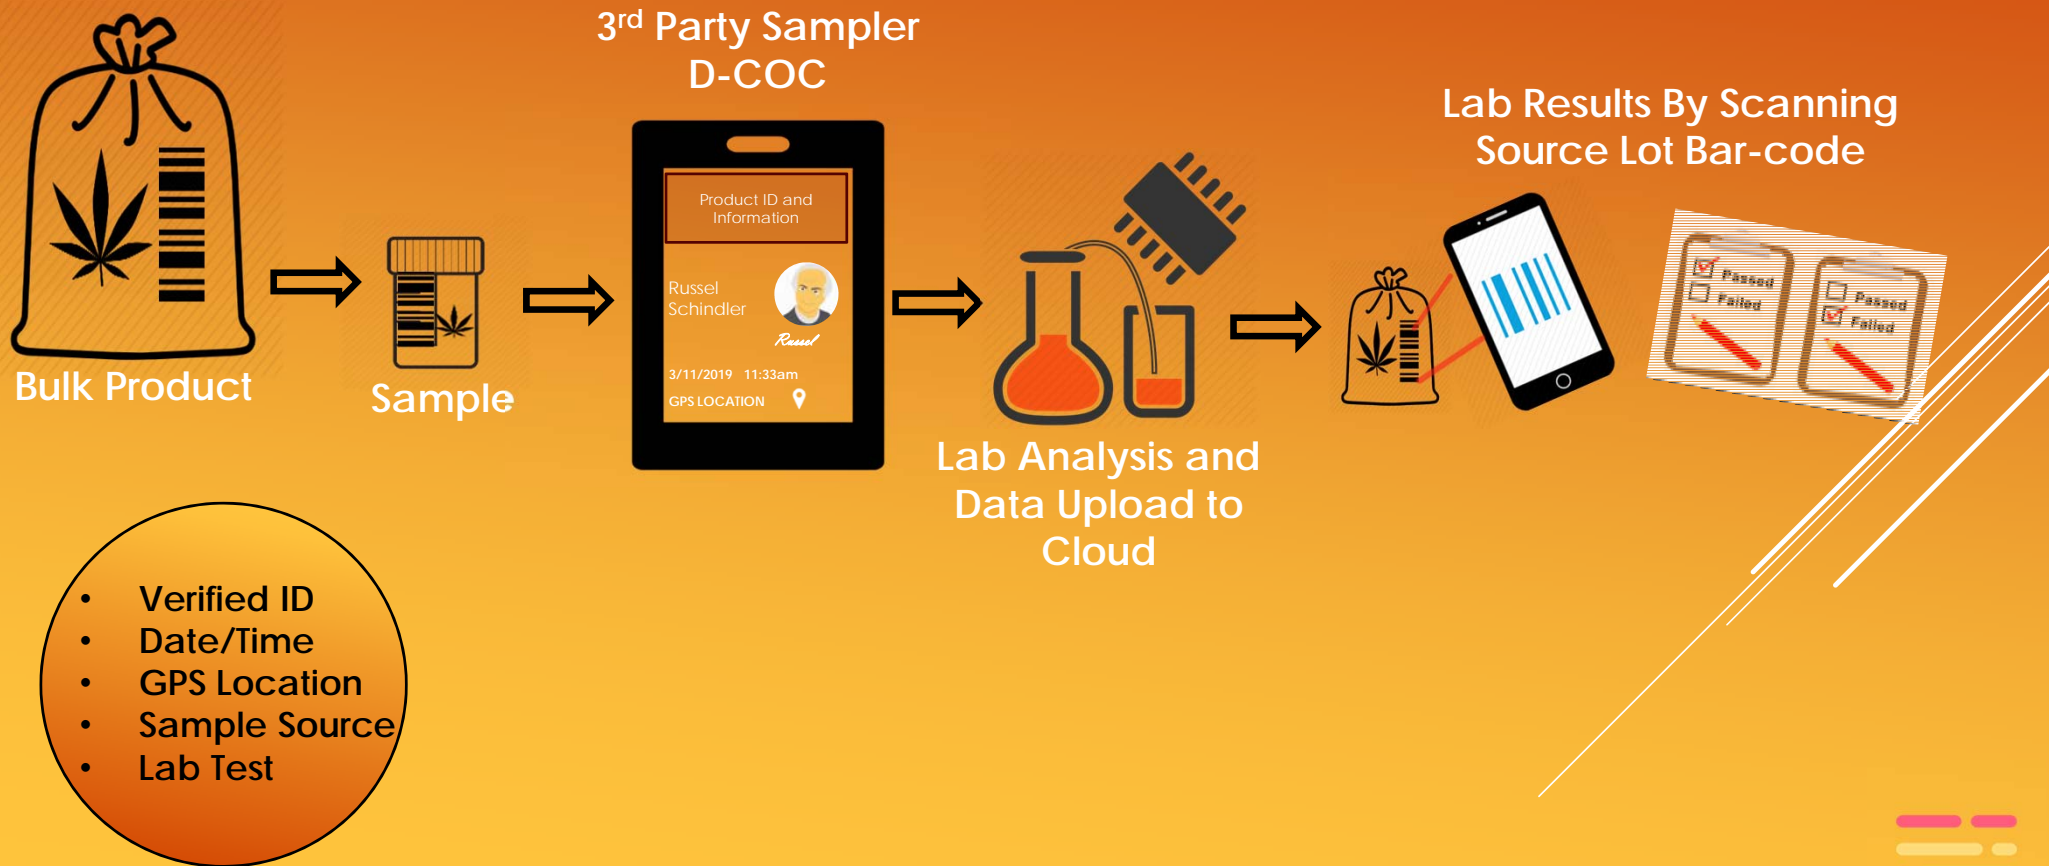 3rd Party Sampler
D-COC
Lab Results By Scanning
Source Lot Bar-code
Product ID and
Information
Russel
Schindler
Russel
3/11/2019 11:33am
GPS LOCATION
Passed
Failed
Passed
Failed
Bulk Product
Sample
Lab Analysis and
Data Upload to
Cloud
• Verified ID
• Date/Time
• GPS Location
• Sample Source
• Lab Test